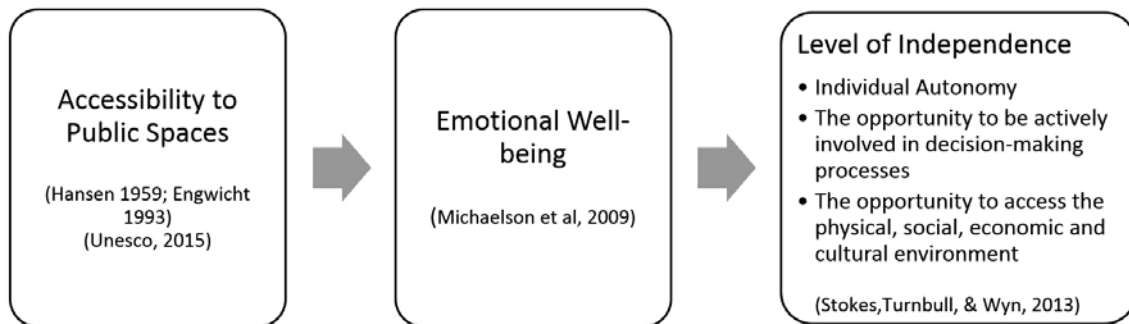 Accessibility to
Public Spaces
(Hansen 1959; Engwicht
1993)
(Unesco, 2015)
Emotional Well-
being
(Michaelson et al, 2009)
Level of Independence
• Individual Autonomy
• The opportunity to be actively
involved in decision-making
processes
• The opportunity to access the
physical, social, economic and
cultural environment
(Stokes,Turnbull, & Wyn, 2013)